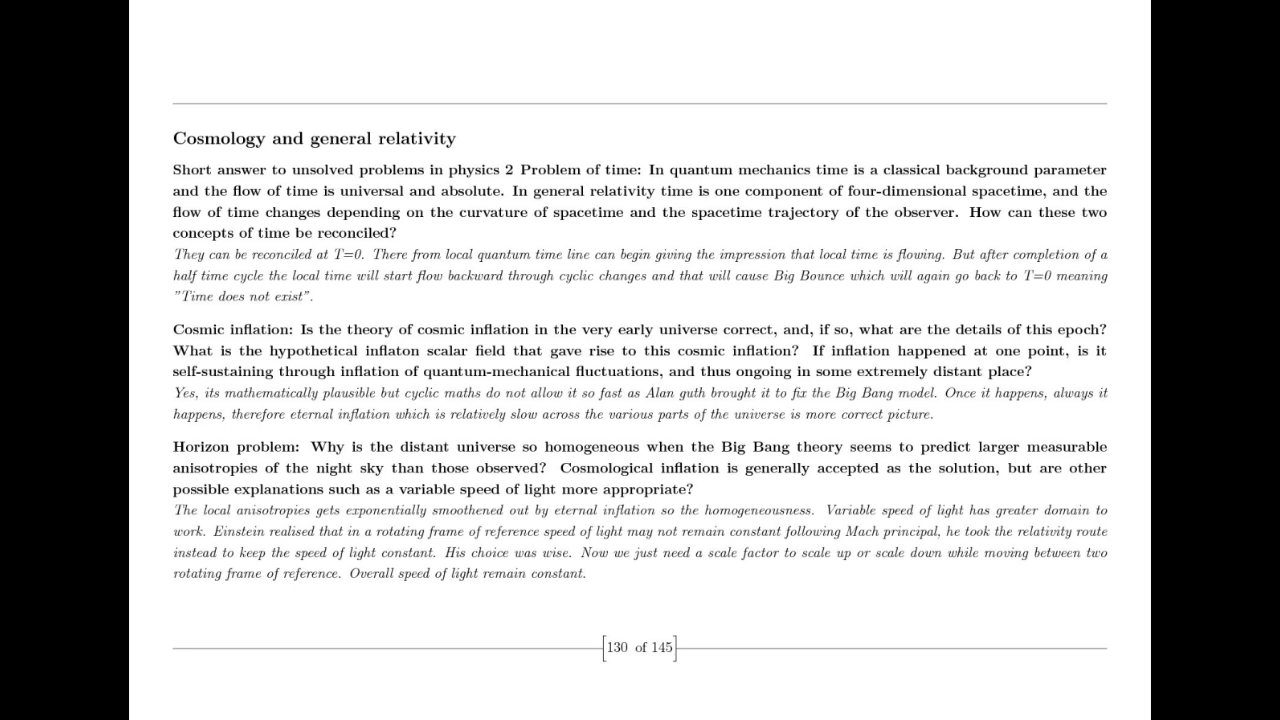 Cosmology and general relativity
Short answer to unsolved problems in physics 2 Problem of time: In quantum mechanics time is a classical background parameter
and the flow of time is universal and absolute. In general relativity time is one component of four-dimensional spacetime, and the
flow of time changes depending on the curvature of spacetime and the spacetime trajectory of the observer. How can these two
concepts of time be reconciled?
They can be reconciled at T=0. There from local quantum time line can begin giving the impression that local time is flowing. But after completion of a
half time cycle the local time will start flow backward through cyclic changes and that will cause Big Bounce which will again go back to T=0 meaning
"Time does not exist".
Cosmic inflation: Is the theory of cosmic inflation in the very early universe correct, and, if so, what are the details of this epoch?
What is the hypothetical inflaton scalar field that gave rise to this cosmic inflation? If inflation happened at one point, is it
self-sustaining through inflation of quantum-mechanical fluctuations, and thus ongoing in some extremely distant place?
Yes, its mathematically plausible but cyclic maths do not allow it so fast as Alan guth brought it to fix the Big Bang model. Once it happens, always it
happens, therefore eternal inflation which is relatively slow across the various parts of the universe is more correct picture.
Horizon problem: Why is the distant universe so homogeneous when the Big Bang theory seems to predict larger measurable
anisotropies of the night sky than those observed? Cosmological inflation is generally accepted as the solution, but are other
possible explanations such as a variable speed of light more appropriate?
The local anisotropies gets exponentially smoothened out by eternal inflation so the homogeneousness. Variable speed of light has greater domain to
work. Einstein realised that in a rotating frame of reference speed of light may not remain constant following Mach principal, he took the relativity route
instead to keep the speed of light constant. His choice was wise. Now we just need a scale factor to scale up or scale down while moving between two
rotating frame of reference. Overall speed of light remain constant.
130 of 145